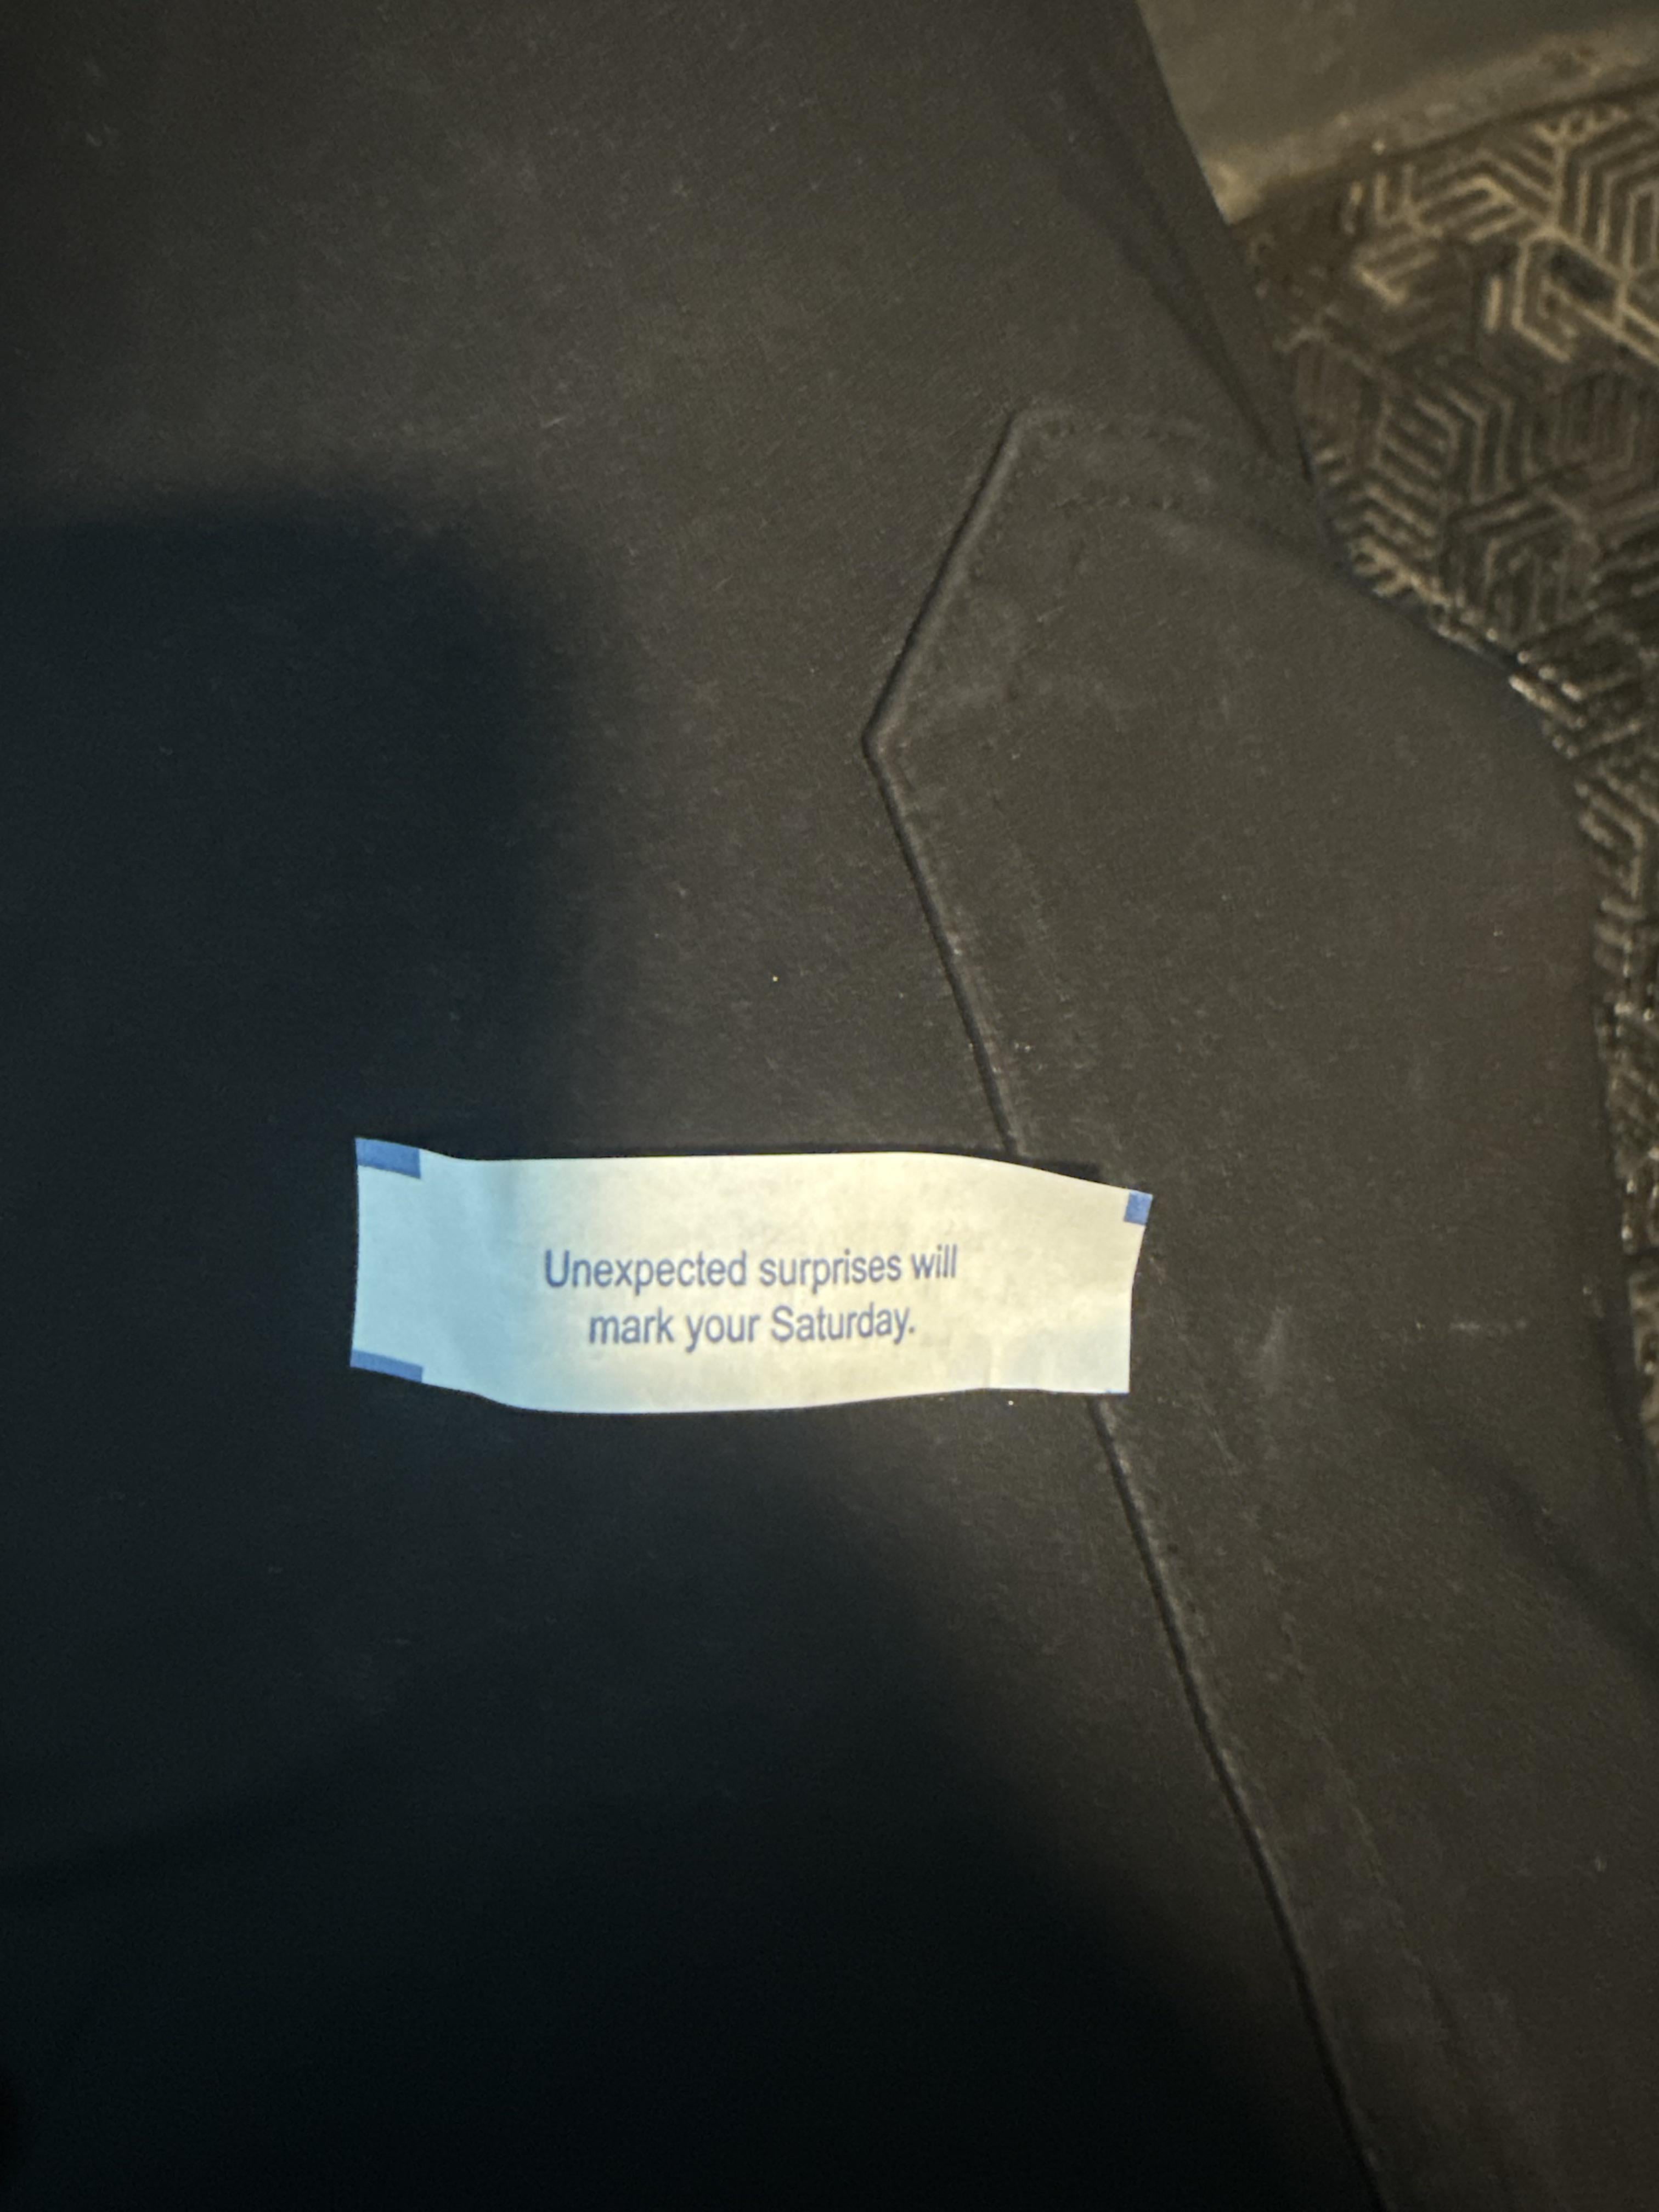 Unexpected surprises will
mark your Saturday.